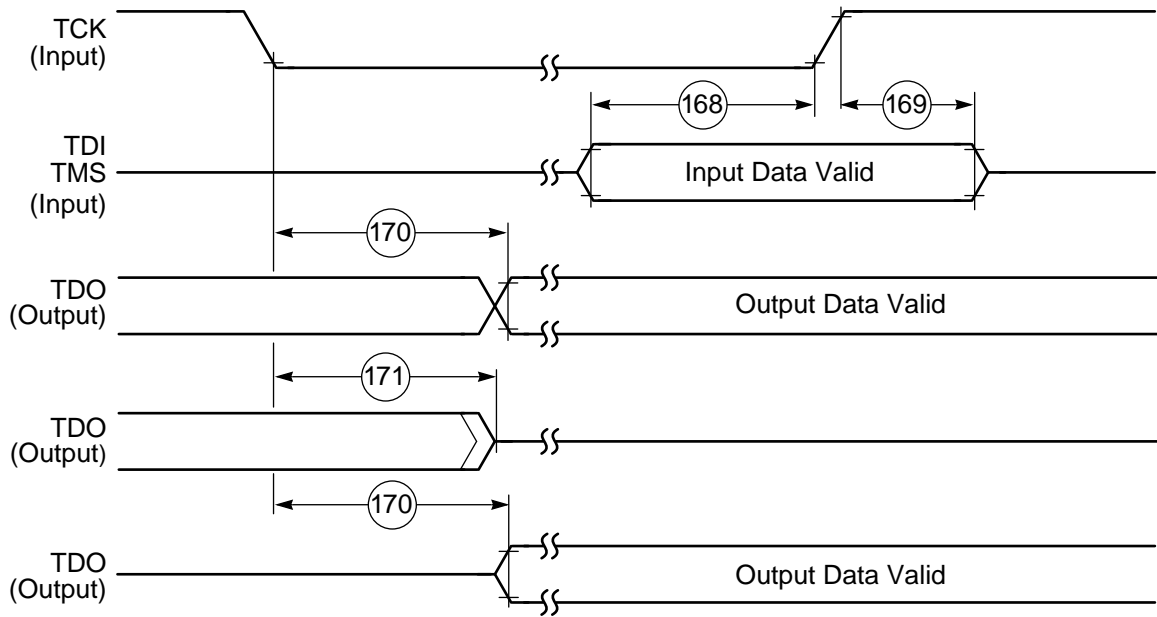 TCK
(Input)
168
169
TDI
TMS
(Input)
Input Data Valid
170
TDO
(Output)
Output Data Valid
171
TDO
(Output)
170
TDO
(Output)
Output Data Valid